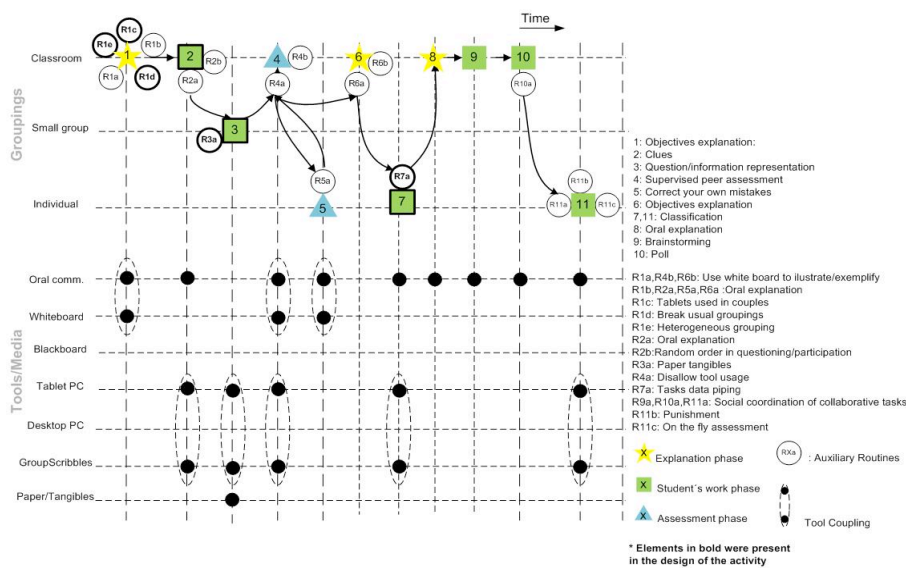 Time
Classroom
Small group
Individual
Groupings
R1c
R1e
R1b
1
R1a
R1d
2
R2b
R2a
R3a
3
4
R4b
R4a
R5a
5
6
R6b
R6a
R7a
7
8
9
10
R10a
R11b
R11a
11
R11c
1: Objectives explanation:
2: Clues
3: Question/information representation
4: Supervised peer assessment
5: Correct your own mistakes
6: Objectives explanation
7,11: Classification
8: Oral explanation
9: Brainstorming
10: Poll
R1a,R4b,R6b: Use white board to ilustrate/exemplify
R1b,R2a,R5a,R6a :Oral explanation
R1c: Tablets used in couples
R1d: Break usual groupings
R1e: Heterogeneous grouping
R2a: Oral explanation
R2b:Random order in questioning/participation
R3a: Paper tangibles
R4a: Disallow tool usage
R7a: Tasks data piping
R9a,R10a,R11a: Social coordination of collaborative tasks
R11b: Punishment
R11c: On the fly assessment
Tools/Media
Oral comm.
Whiteboard
Blackboard
Tablet PC
Desktop PC
GroupScribbles
Paper/Tangibles
X Explanation phase
RXa : Auxiliary Routines
X Student´s work phase
X Assessment phase
Tool Coupling
* Elements in bold were present
in the design of the activity